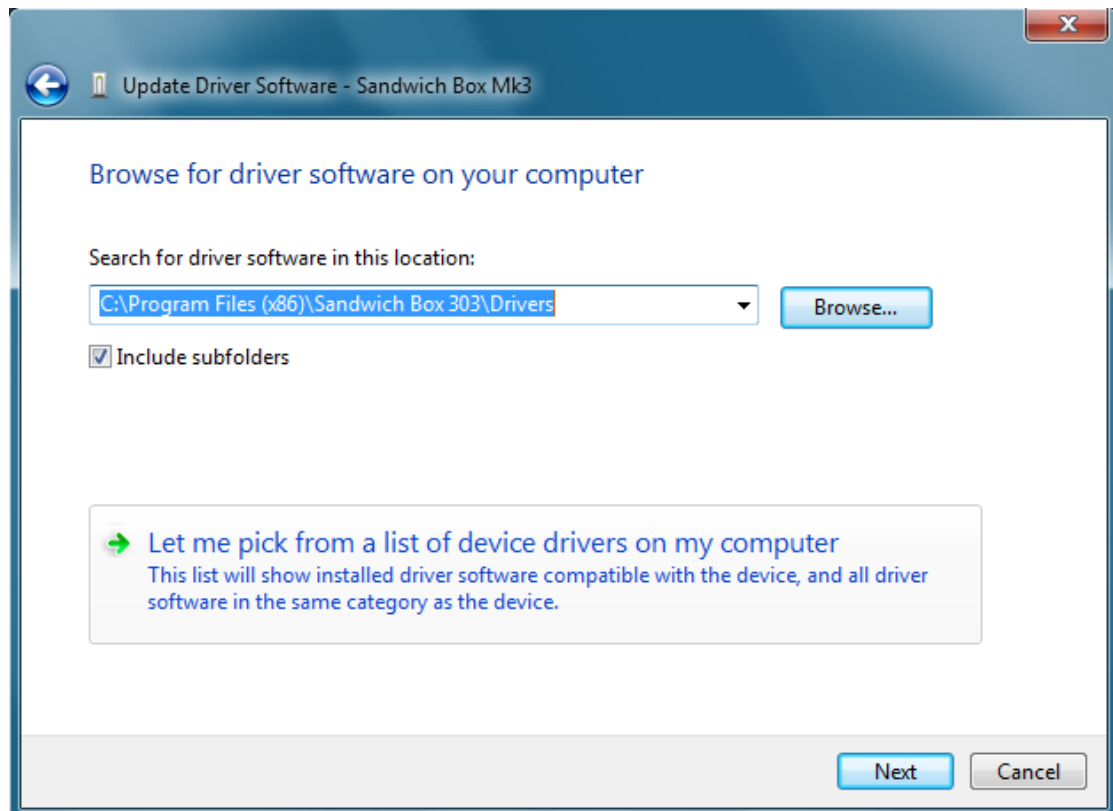 Update Driver Software - Sandwich Box Mk3
Browse for driver software on your computer
Search for driver software in this location:
C:\Program Files (x86)\Sandwich Box 303\Drivers
Browse...
Include subfolders
Let me pick from a list of device drivers on my computer
This list will show installed driver software compatible with the device, and all driver
software in the same category as the device.
Next
Cancel